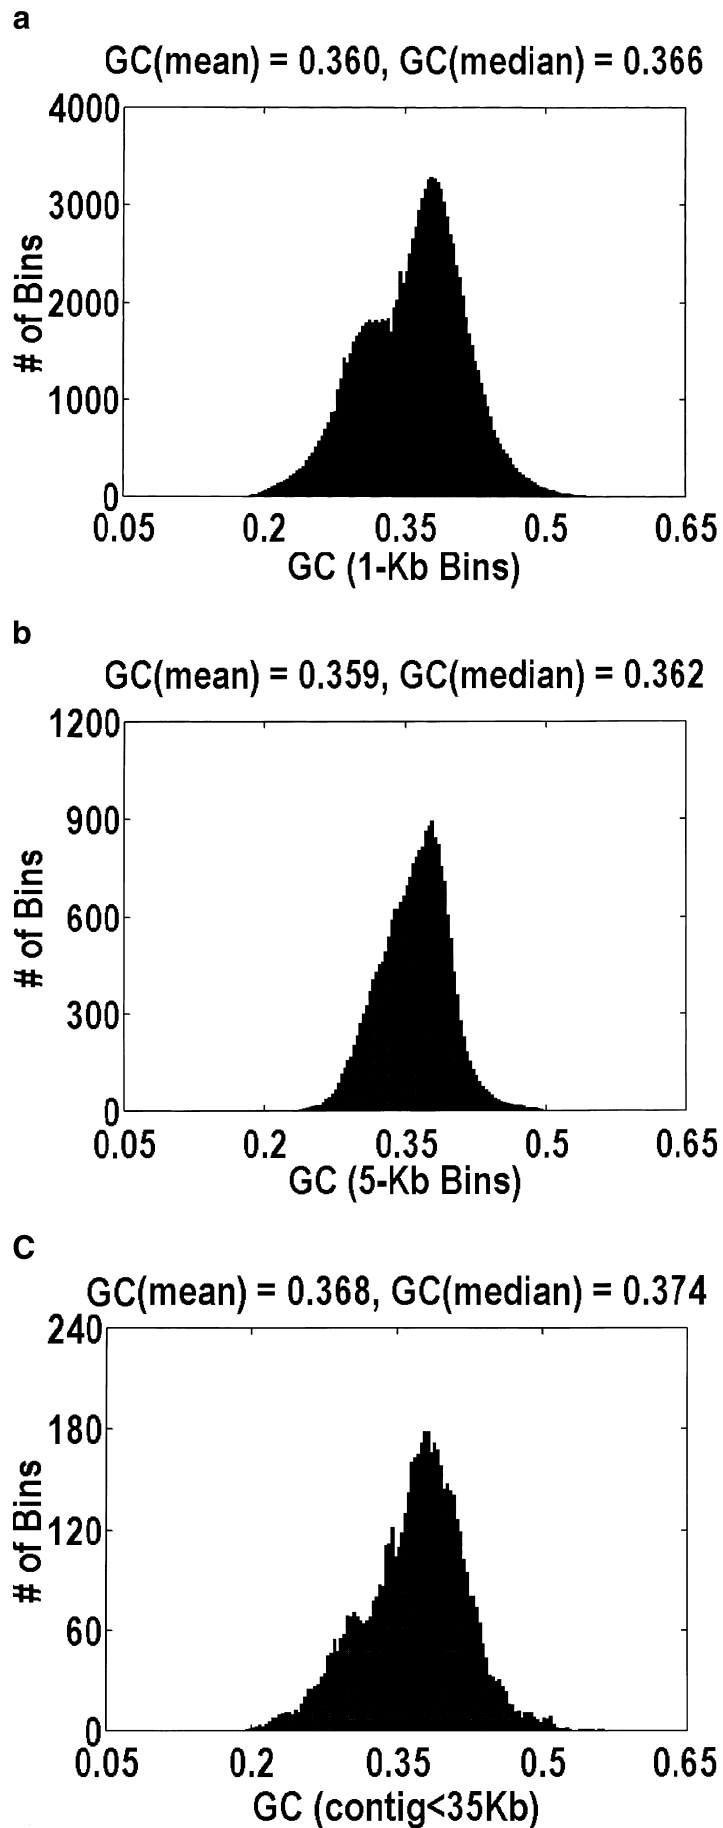 a
GC(mean) = 0.360, GC(median) = 0.366
4000
3000
2000
1000
0
# of Bins
0.05 0.2 0.35 0.5 0.65
GC (1-Kb Bins)
b
GC(mean) = 0.359, GC(median) = 0.362
1200
900
600
300
0
# of Bins
0.05 0.2 0.35 0.5 0.65
GC (5-Kb Bins)
C
GC(mean) = 0.368, GC(median) = 0.374
240
180
120
60
0
# of Bins
0.05 0.2 0.35 0.5 0.65
GC (contig<35Kb)